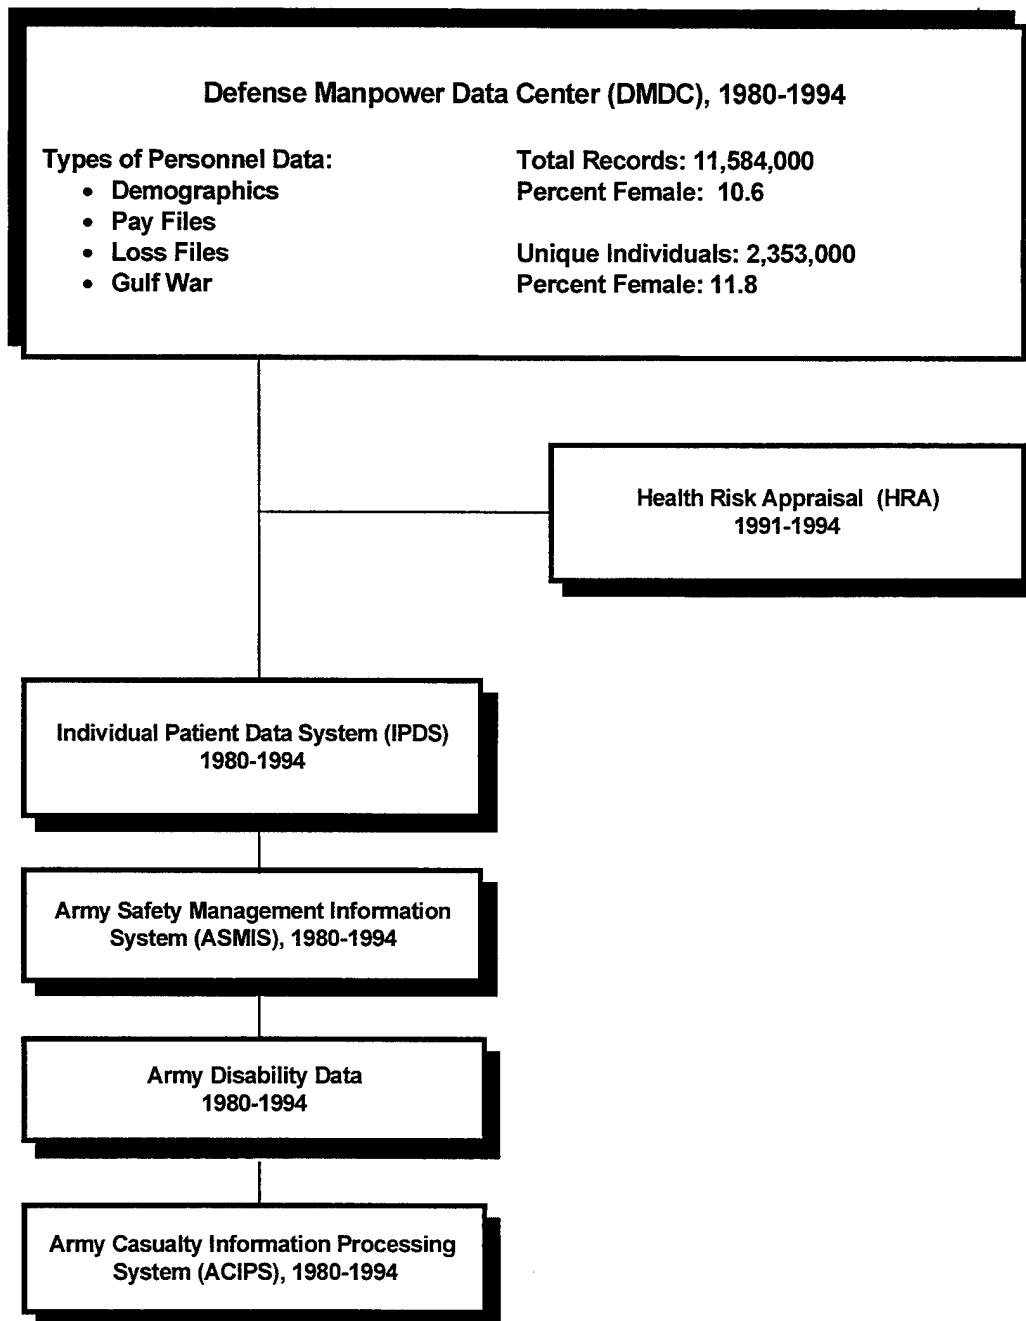 Defense Manpower Data Center (DMDC), 1980-1994
Types of Personnel Data:
• Demographics
• Pay Files
• Loss Files
• Gulf War
Total Records: 11,584,000
Percent Female: 10.6
Unique Individuals: 2,353,000
Percent Female: 11.8
Health Risk Appraisal (HRA)
1991-1994
Individual Patient Data System (IPDS)
1980-1994
Army Safety Management Information
System (ASMIS), 1980-1994
Army Disability Data
1980-1994
Army Casualty Information Processing
System (ACIPS), 1980-1994